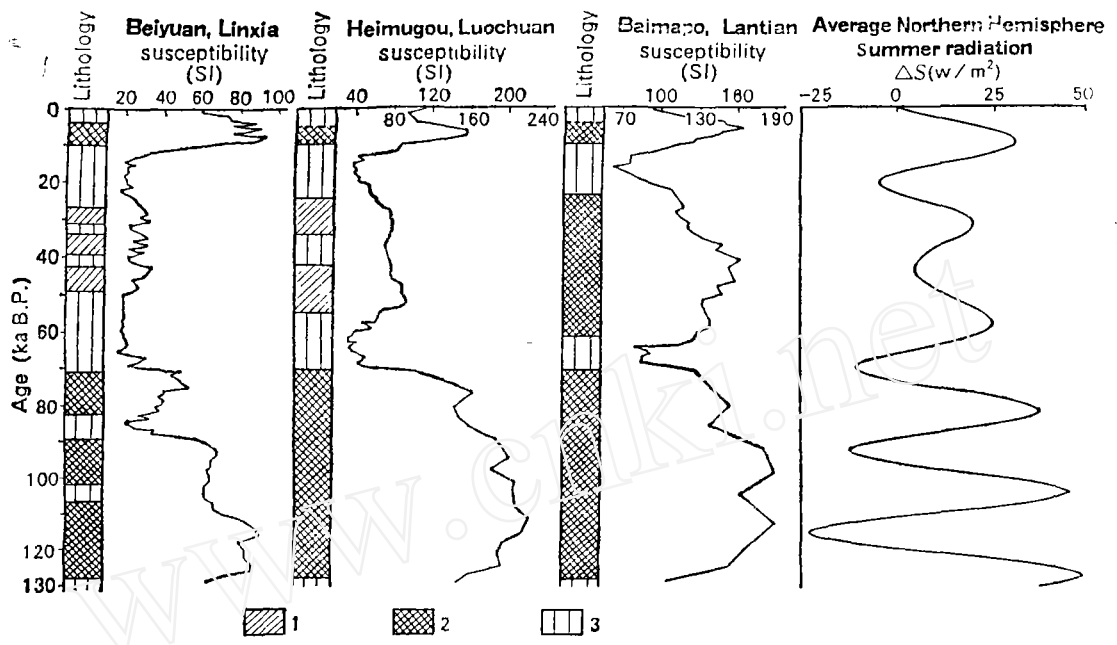 Lithology
Beiyuan, Linxia
susceptibility
(SI)
20 40 60 80 100
Lithology
Heimugou, Luochuan
susceptibility
(SI)
40 80 120 160 200 240
Lithology
Lantian
susceptibility
(SI)
70 100 130 160 190
Average Northern Hemisphere
summer radiation
△S(w/m²)
-25 0 25 50
Age (ka B.P.)
0
20
40
60
80
100
120
130
1 2 3
www.cnki.net